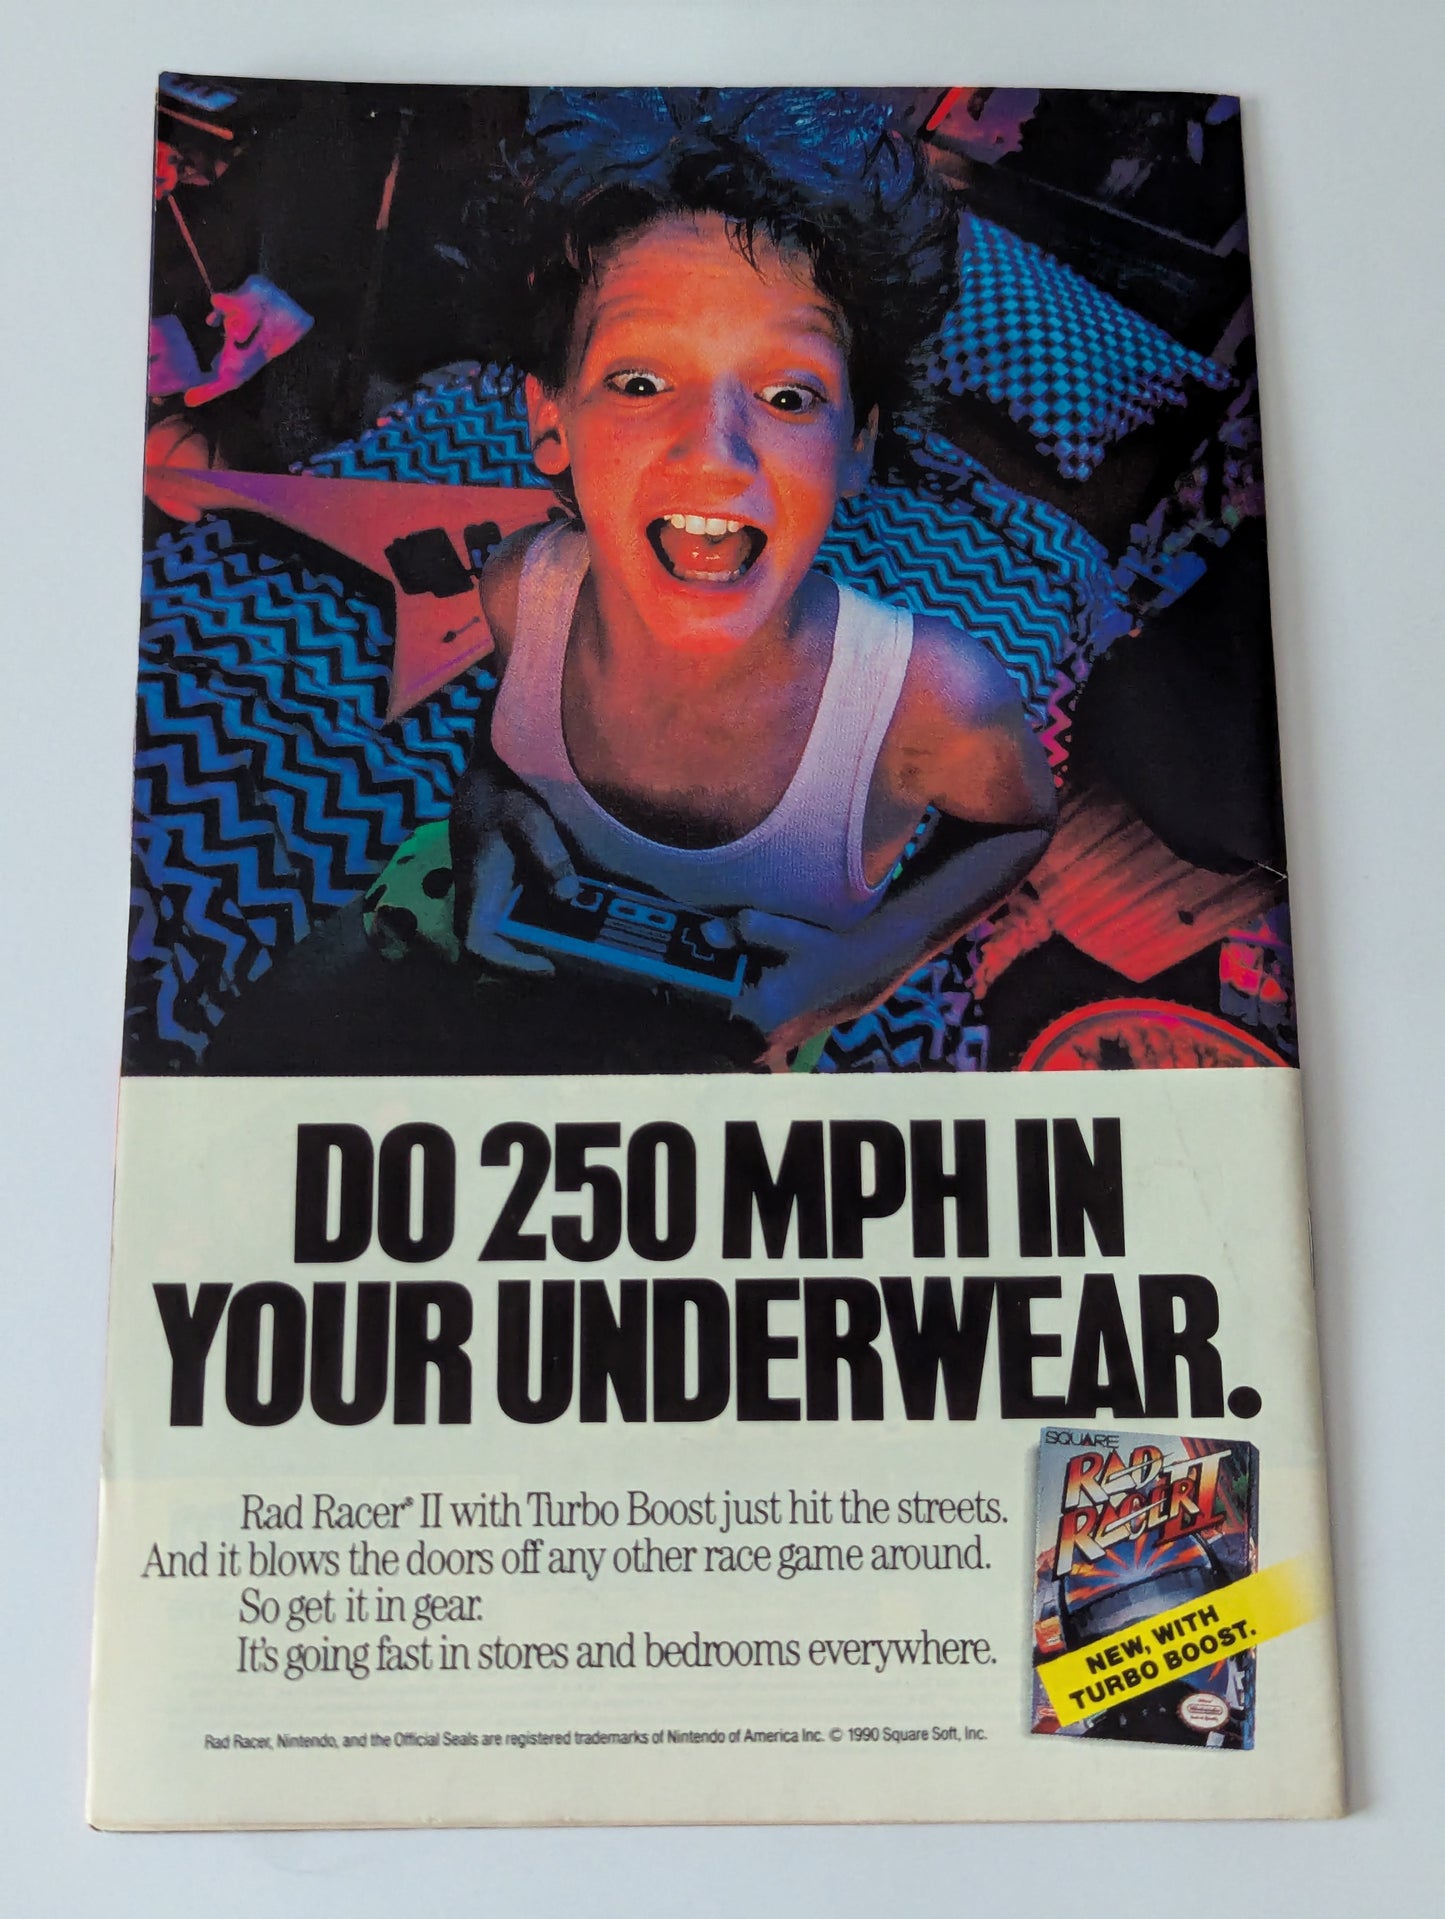 DO 250 MPH IN
YOUR UNDERWEAR.
SQUARE
RAD
RACER II
Rad Racer® II with Turbo Boost just hit the streets.
And it blows the doors off any other race game around.
So get it in gear.
It's going fast in stores and bedrooms everywhere.
NEW, WITH
TURBO BOOST.
Rad Racer, Nintendo, and the Official Seals are registered trademarks of Nintendo of America Inc. © 1990 Square Soft, Inc.